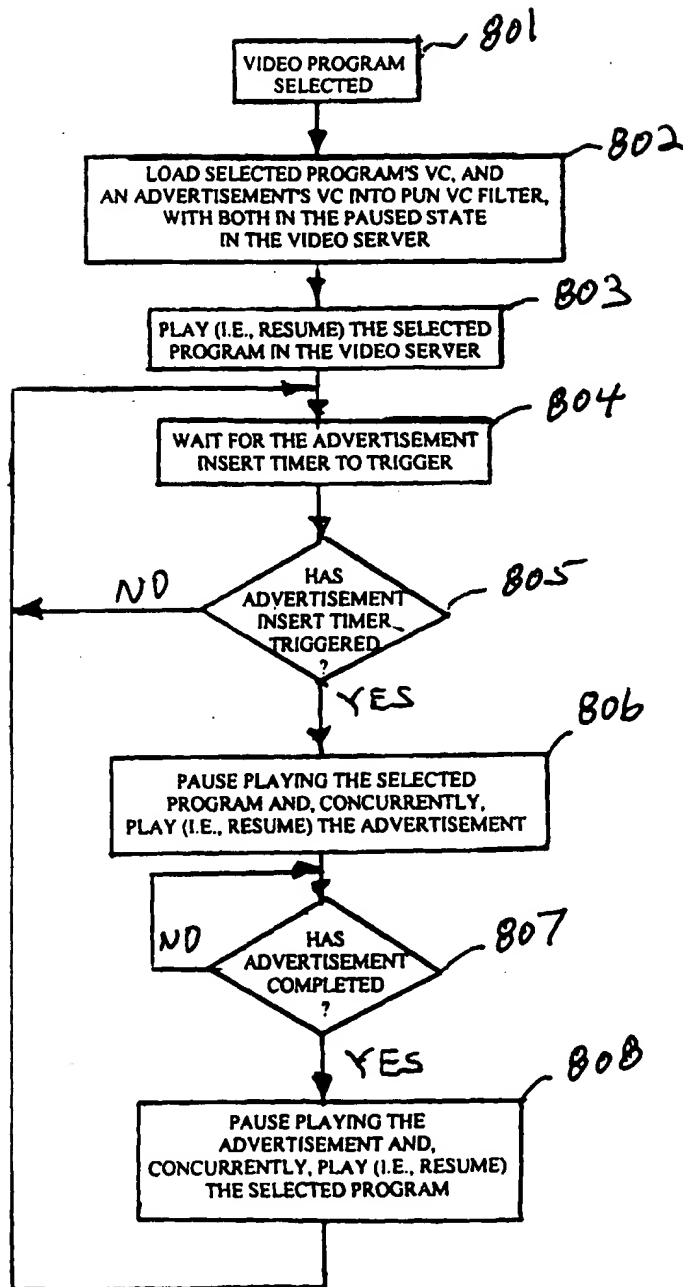 801
VIDEO PROGRAM
SELECTED
802
LOAD SELECTED PROGRAM'S VC, AND
AN ADVERTISEMENT'S VC INTO PUN VC FILTER,
WITH BOTH IN THE PAUSED STATE
IN THE VIDEO SERVER
803
PLAY (I.E., RESUME) THE SELECTED
PROGRAM IN THE VIDEO SERVER
804
WAIT FOR THE ADVERTISEMENT
INSERT TIMER TO TRIGGER
805
NO
HAS
ADVERTISEMENT
INSERT TIMER
TRIGGERED
?
YES
806
PAUSE PLAYING THE SELECTED
PROGRAM AND, CONCURRENTLY,
PLAY (I.E., RESUME) THE ADVERTISEMENT
807
NO
HAS
ADVERTISEMENT
COMPLETED
?
YES
808
PAUSE PLAYING THE
ADVERTISEMENT AND,
CONCURRENTLY, PLAY (I.E., RESUME)
THE SELECTED PROGRAM